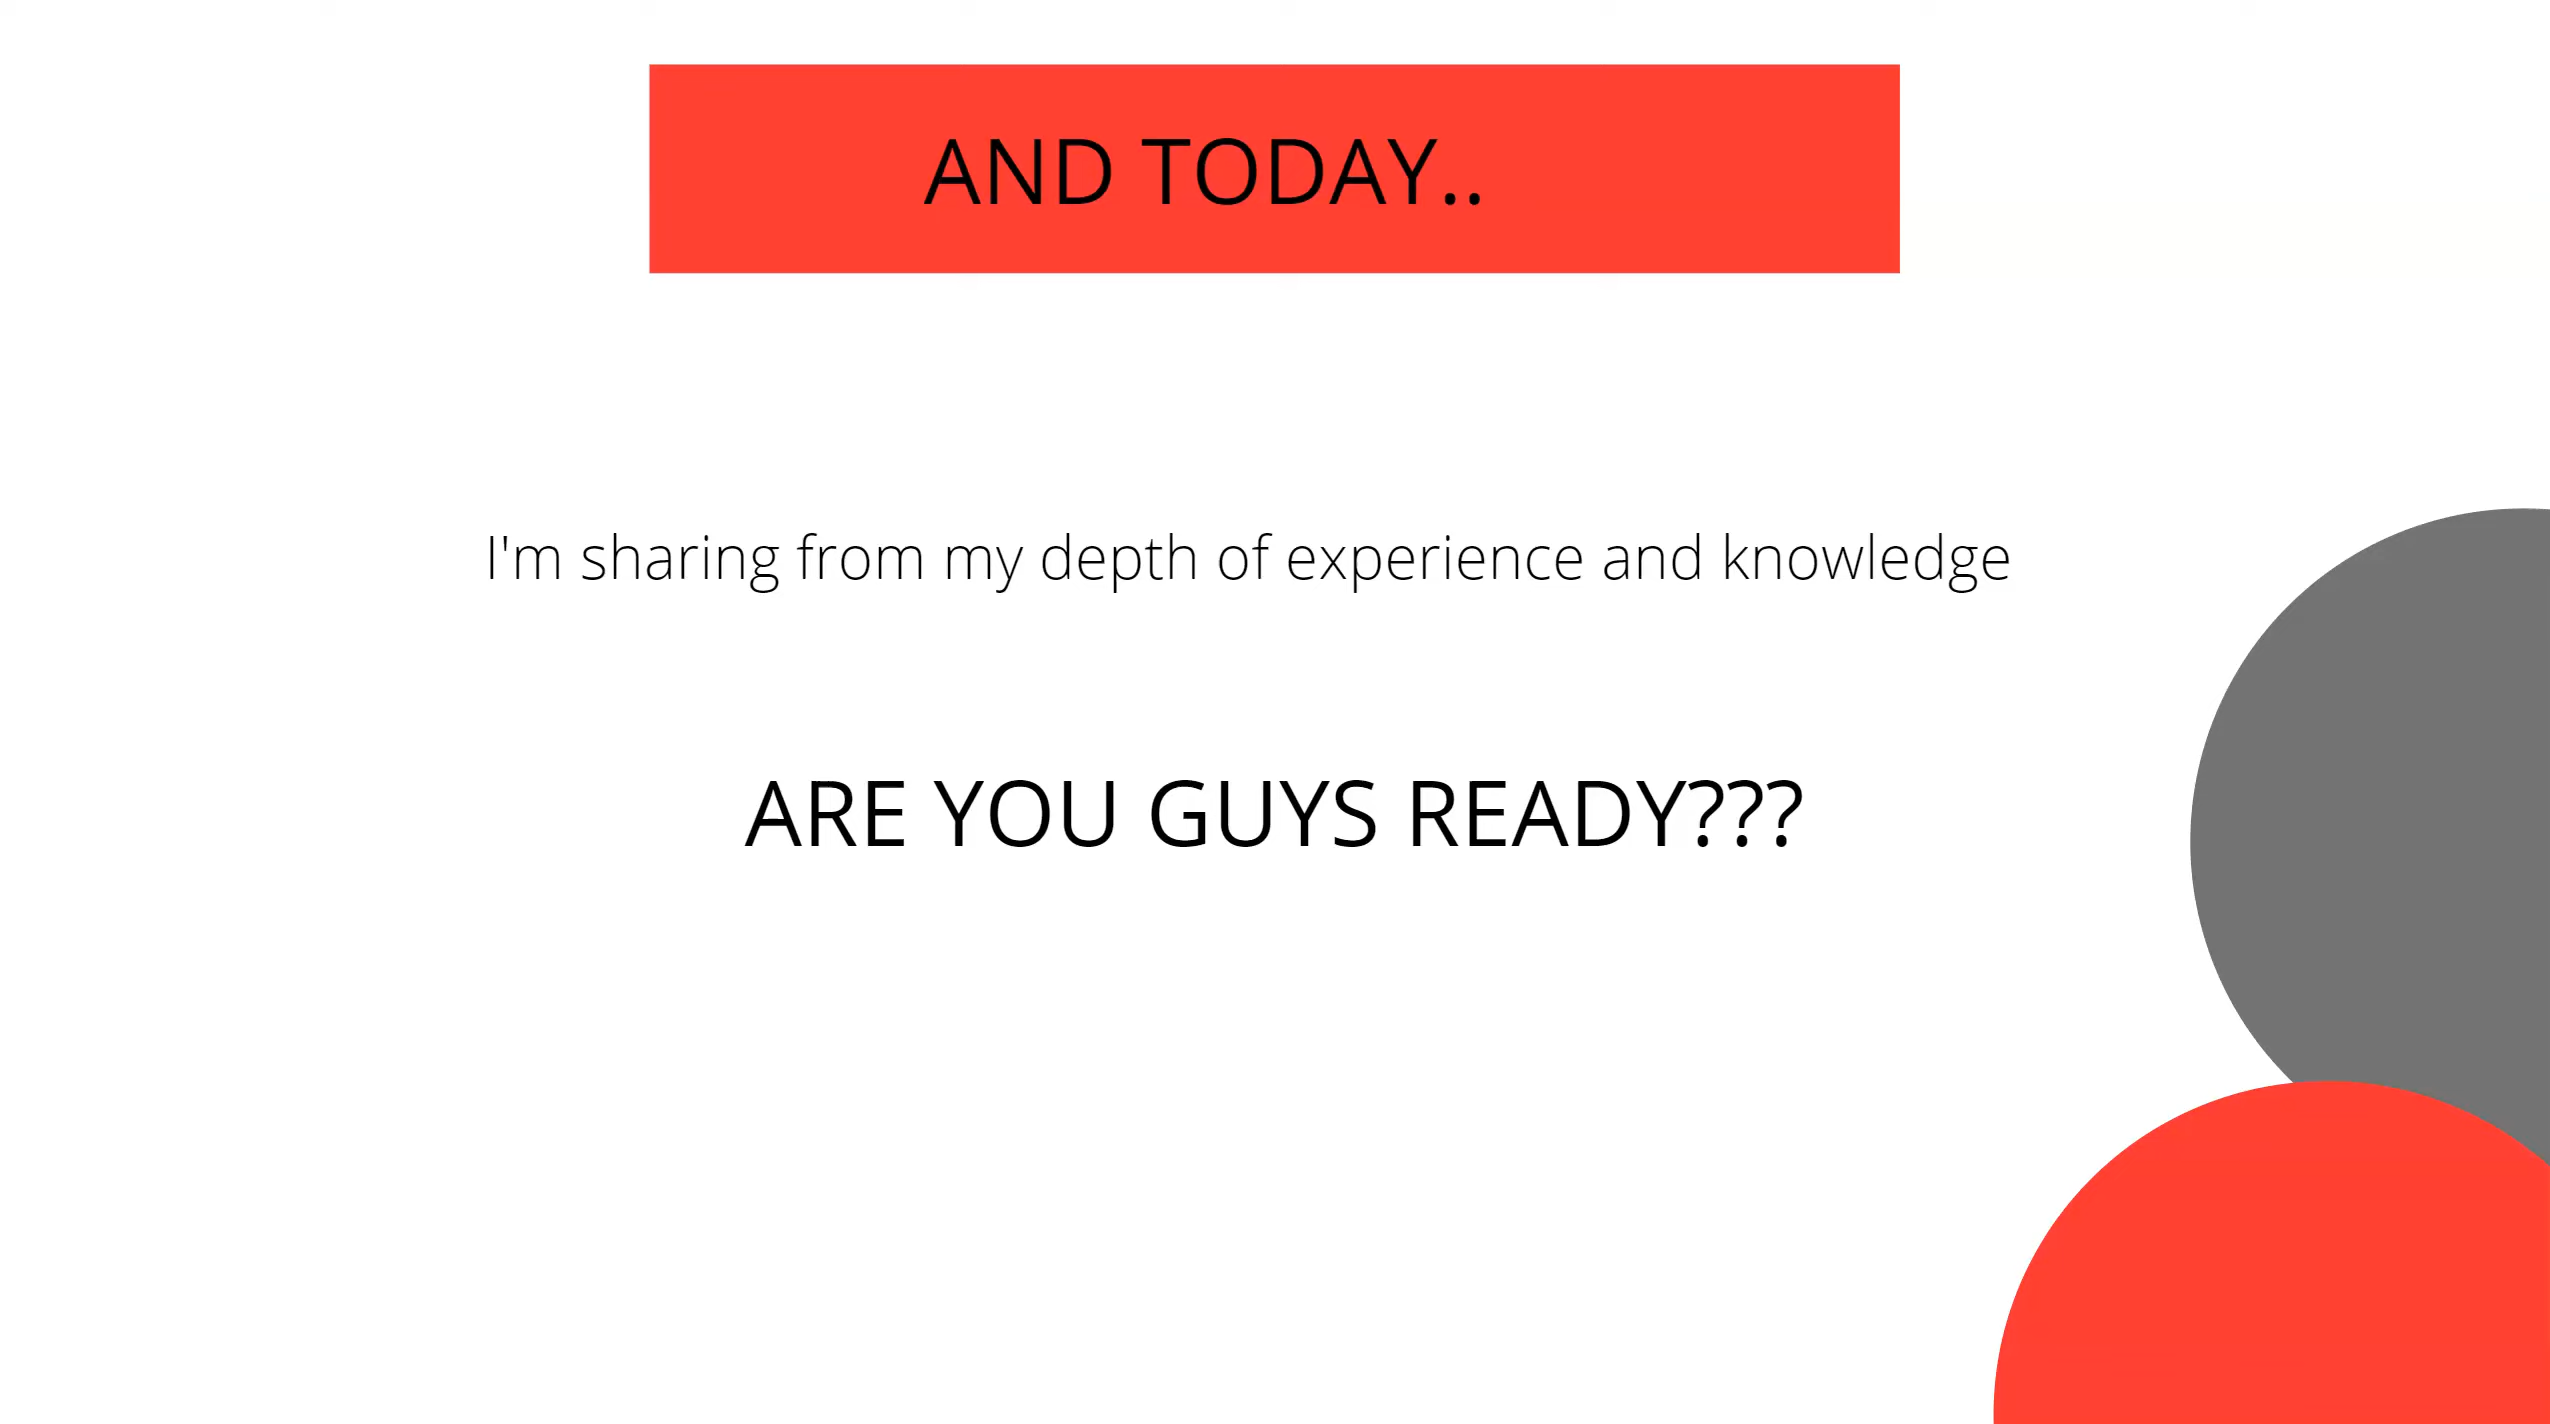 AND TODAY..
I'm sharing from my depth of experience and knowledge
ARE YOU GUYS READY???